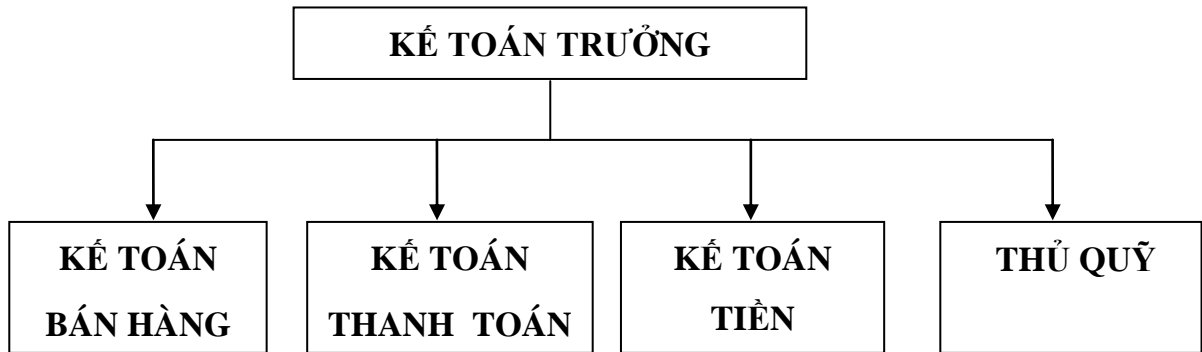 KẾ TOÁN TRƯỞNG
KẾ TOÁN
BÁN HÀNG
KẾ TOÁN
THANH TOÁN
KẾ TOÁN
TIỀN
THỦ QUỸ